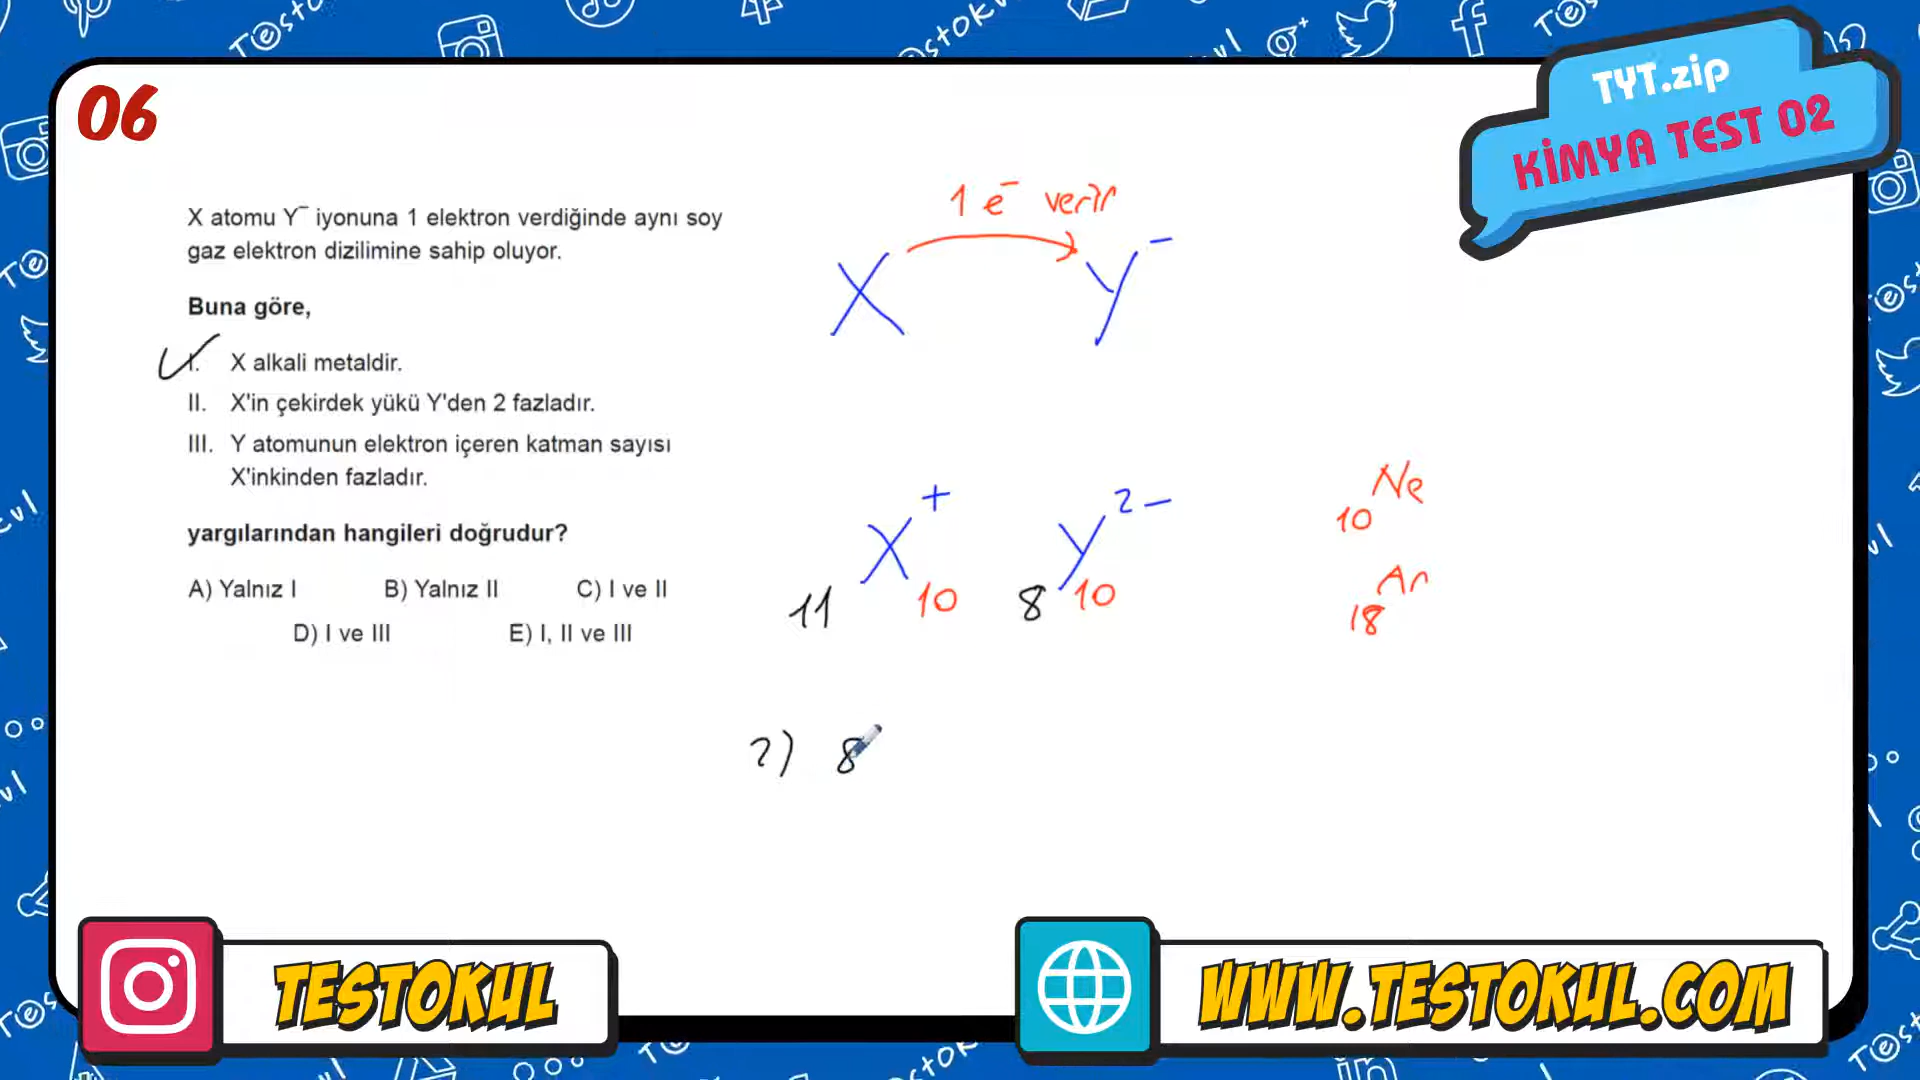 06
TYT.zip
KİMYA TEST 02
X atomu Y⁻ iyonuna 1 elektron verdiğinde aynı soy
gaz elektron dizilimine sahip oluyor.
Buna göre,
I. X alkali metaldir.
II. X'in çekirdek yükü Y'den 2 fazladır.
III. Y atomunun elektron içeren katman sayısı
X'inkinden fazladır.
yargılarından hangileri doğrudur?
A) Yalnız I B) Yalnız II C) I ve II
D) I ve III E) I, II ve III
1 e⁻ verir
X Y⁻
X⁺ Y²⁻
11 10 8 10
10 Ne
18 Ar
2) 8
TESTOKUL
WWW.TESTOKUL.COM